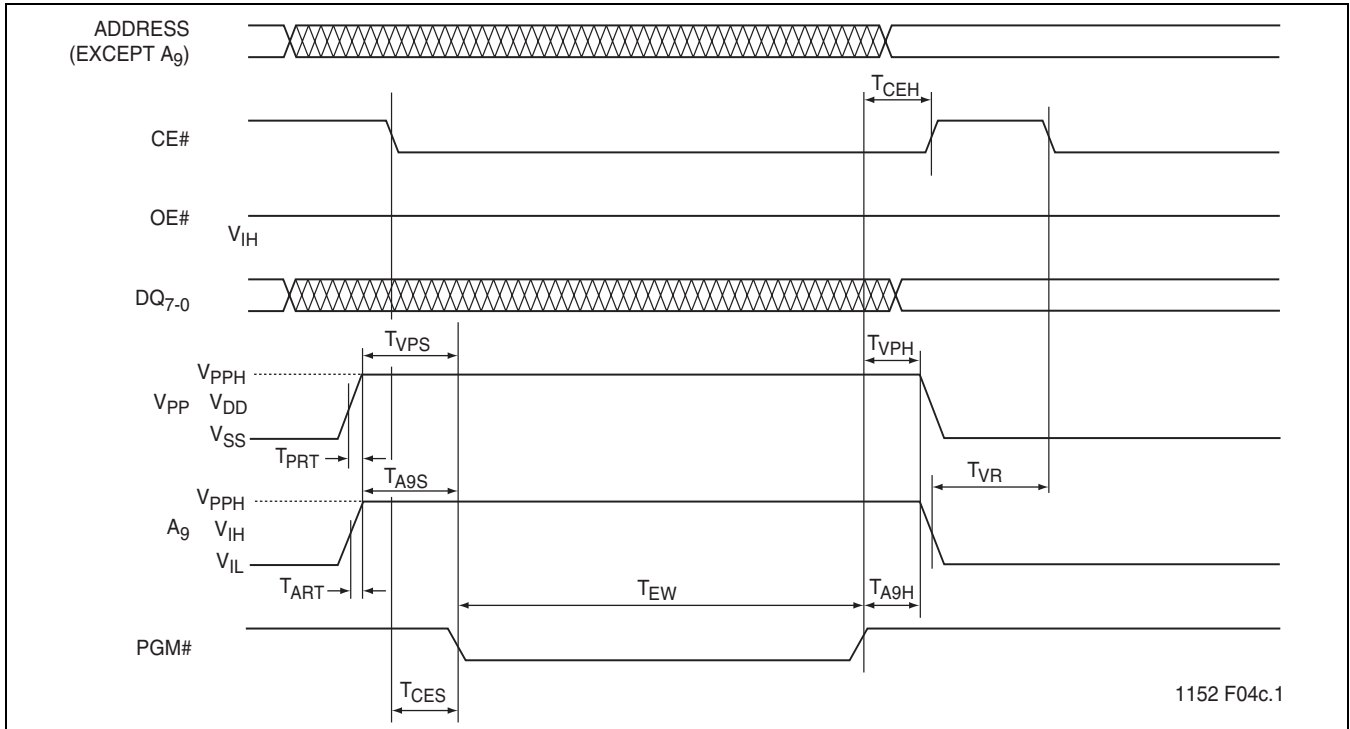 ADDRESS
(EXCEPT A9)
TCEH
CE#
OE#
VIH
DQ7-0
TVPS
TVPH
VPPH
VPP VDD
VSS
TPRT
TA9S
TVR
VPPH
A9 VIH
VIL
TART
TEW
TA9H
PGM#
TCES
1152 F04c.1